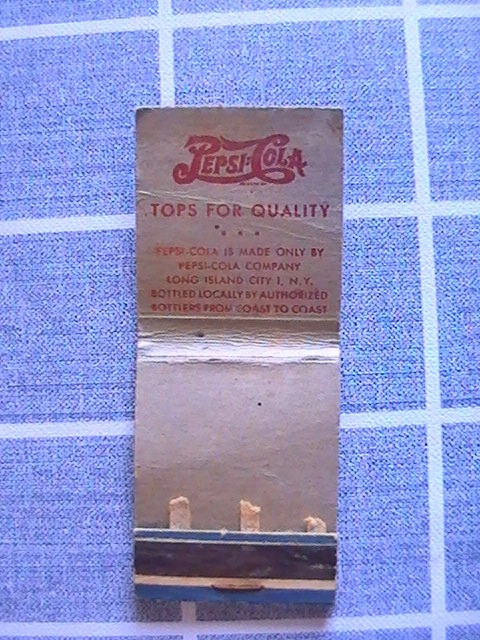 PEPSI-COLA
TOPS FOR QUALITY
PEPSI-COLA IS MADE ONLY BY
PEPSI-COLA COMPANY
LONG ISLAND CITY 1, N.Y.
BOTTLED LOCALLY BY AUTHORIZED
BOTTLERS FROM COAST TO COAST